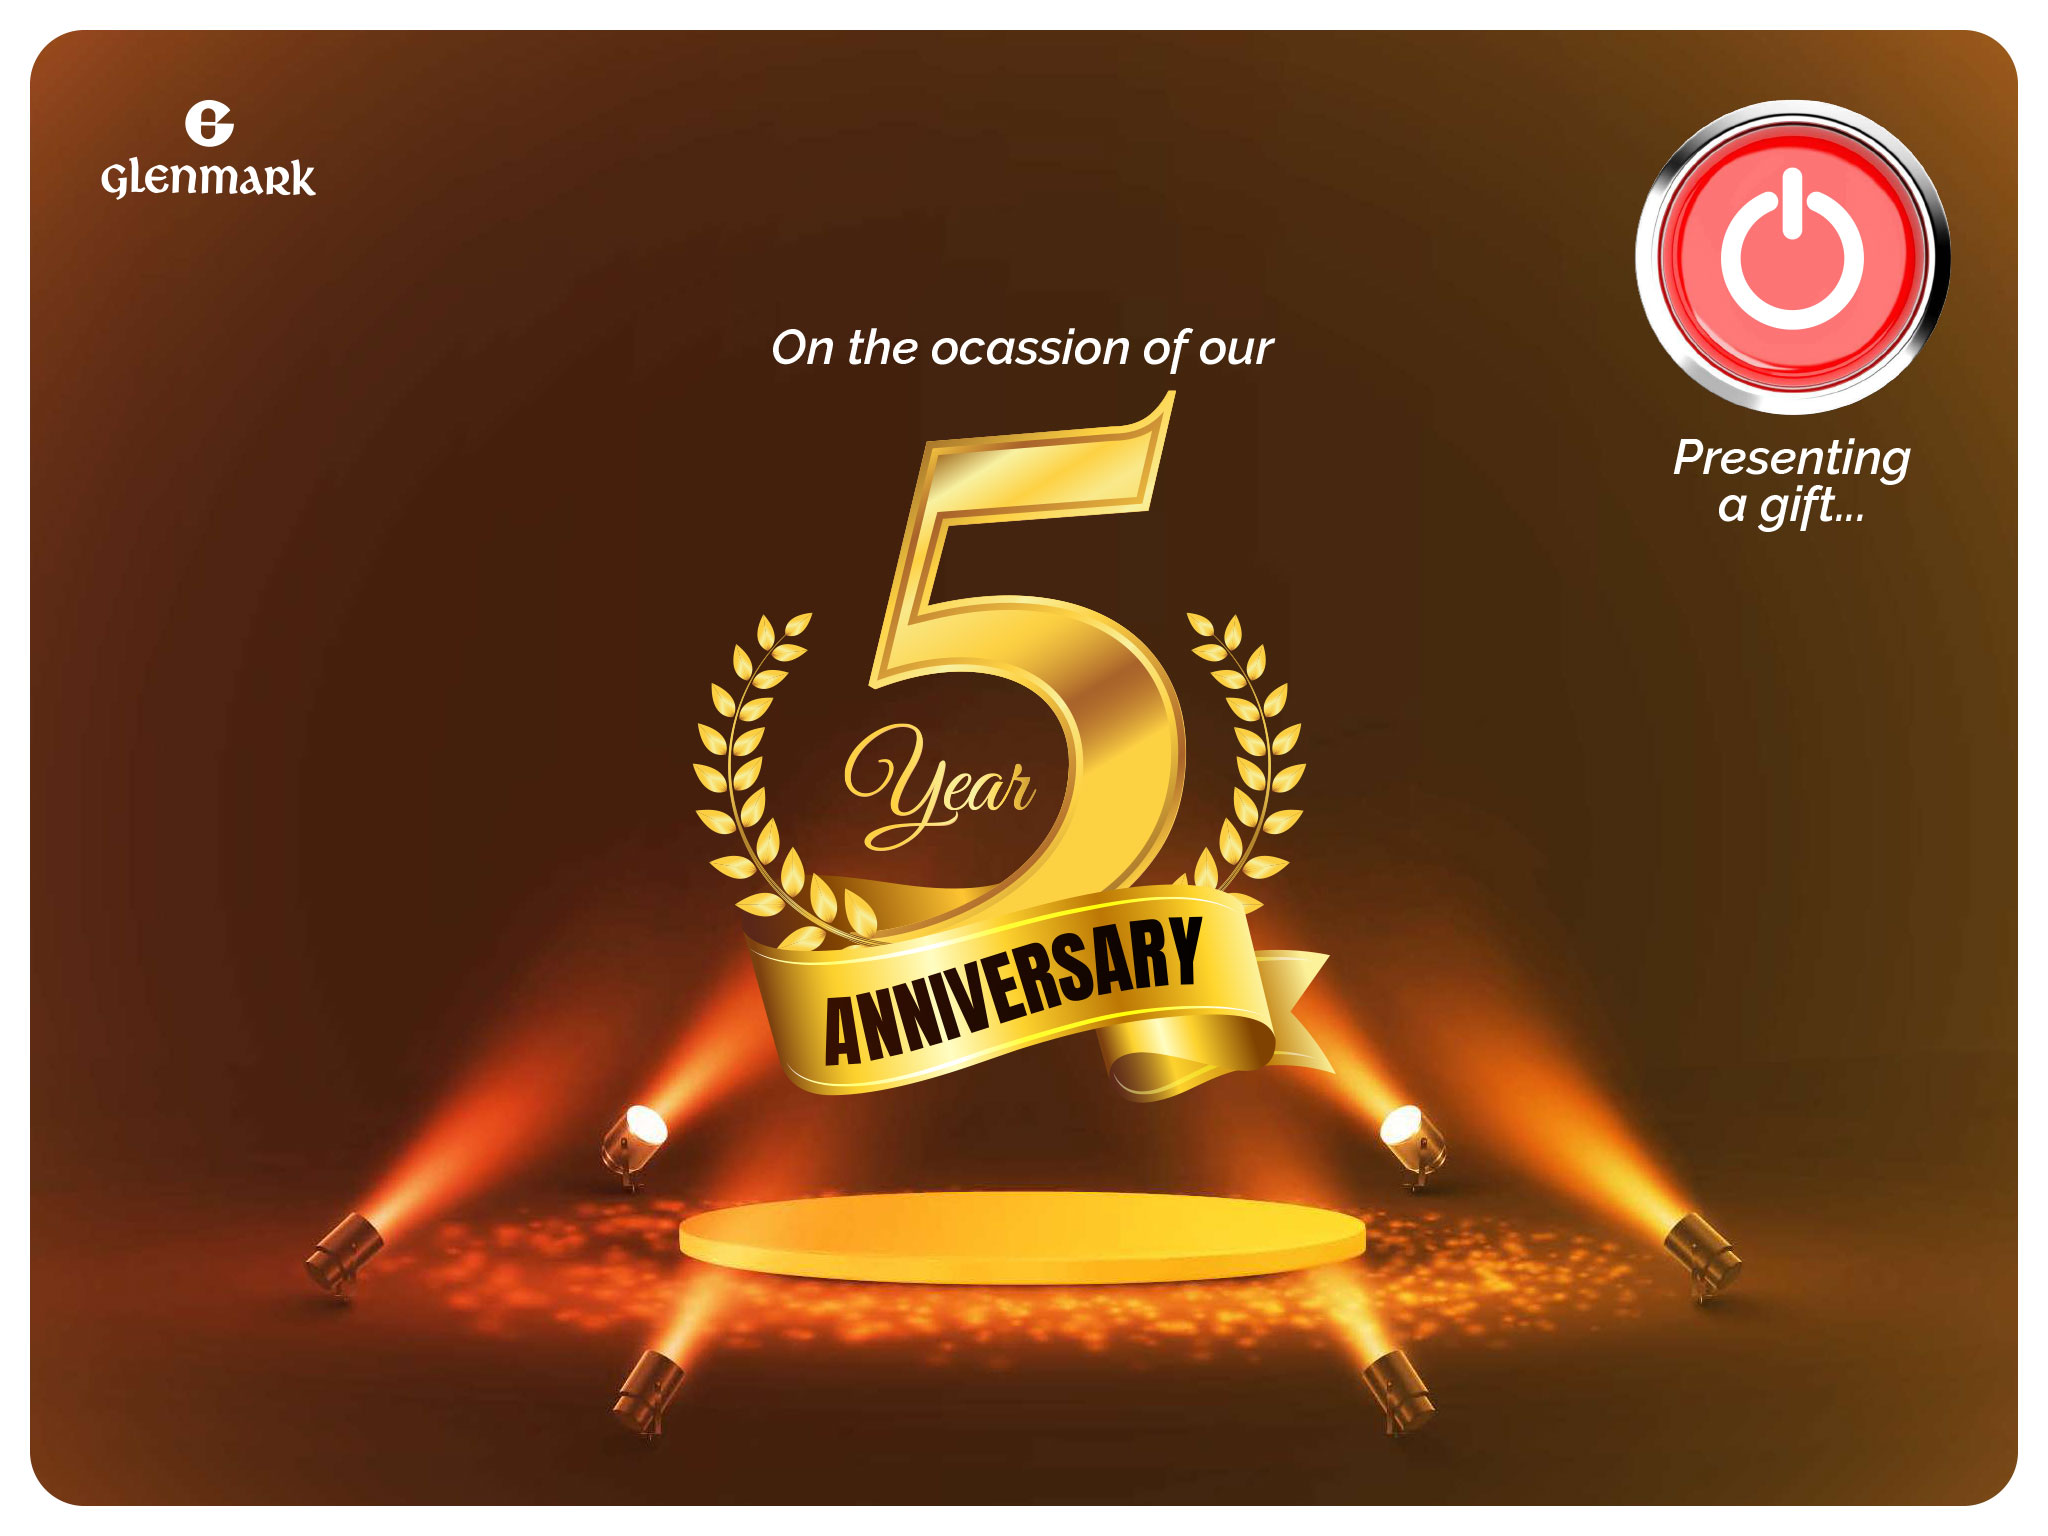 GLENMARK
On the ocassion of our
5
Year
ANNIVERSARY
Presenting
a gift...